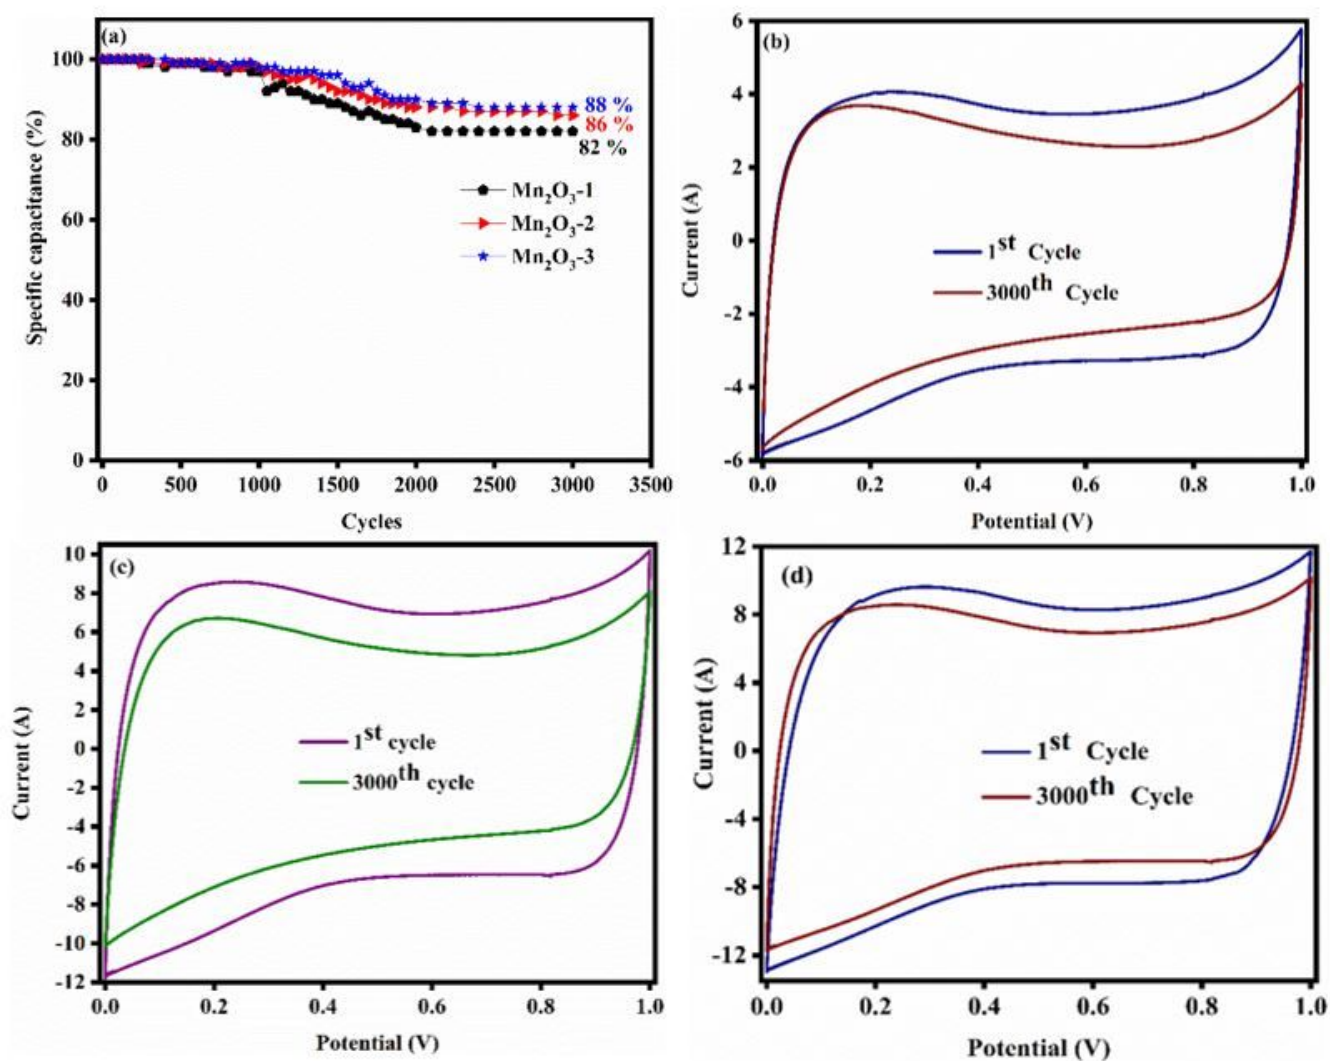 (a)
100
80
60
40
20
0
Specific capacitance (%)
88 %
86 %
82 %
Mn₂O₃-1
Mn₂O₃-2
Mn₂O₃-3
0 500 1000 1500 2000 2500 3000 3500
Cycles
(b)
6
4
2
0
-2
-4
-6
Current (A)
1ˢᵗ Cycle
3000ᵗʰ Cycle
0.0 0.2 0.4 0.6 0.8 1.0
Potential (V)
(c)
10
8
6
4
2
0
-2
-4
-6
-8
-10
-12
Current (A)
1ˢᵗ cycle
3000ᵗʰ cycle
0.0 0.2 0.4 0.6 0.8 1.0
Potential (V)
(d)
12
8
4
0
-4
-8
-12
Current (A)
1ˢᵗ Cycle
3000ᵗʰ Cycle
0.0 0.2 0.4 0.6 0.8 1.0
Potential (V)